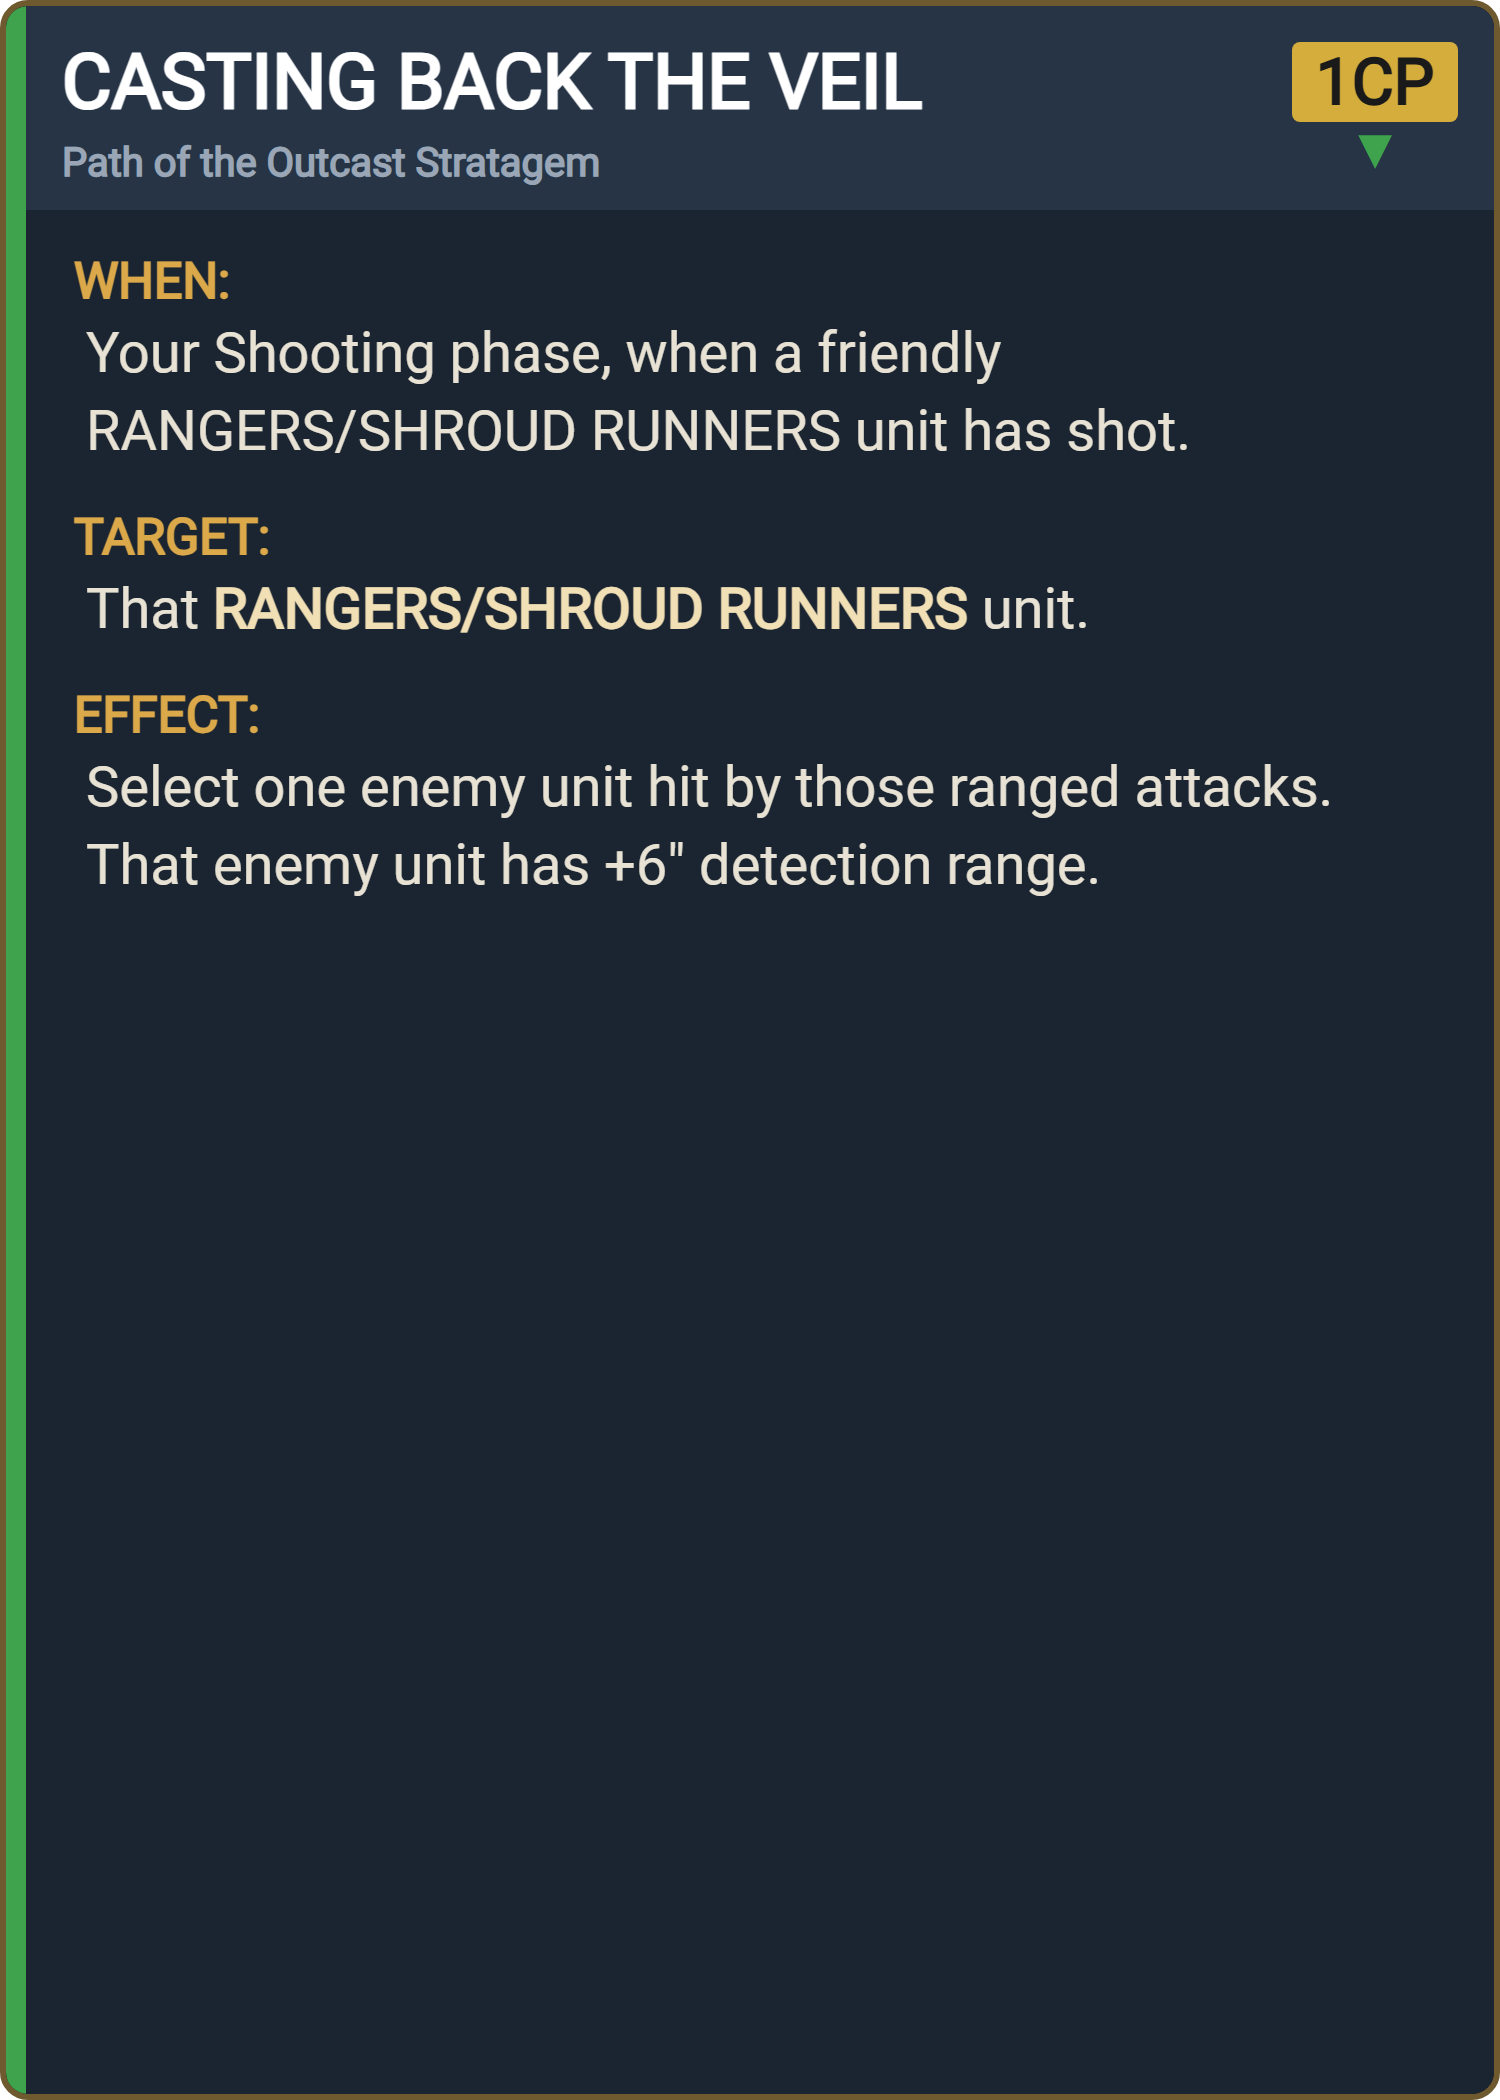 CASTING BACK THE VEIL
1CP
Path of the Outcast Stratagem
WHEN:
Your Shooting phase, when a friendly
RANGERS/SHROUD RUNNERS unit has shot.
TARGET:
That RANGERS/SHROUD RUNNERS unit.
EFFECT:
Select one enemy unit hit by those ranged attacks.
That enemy unit has +6" detection range.